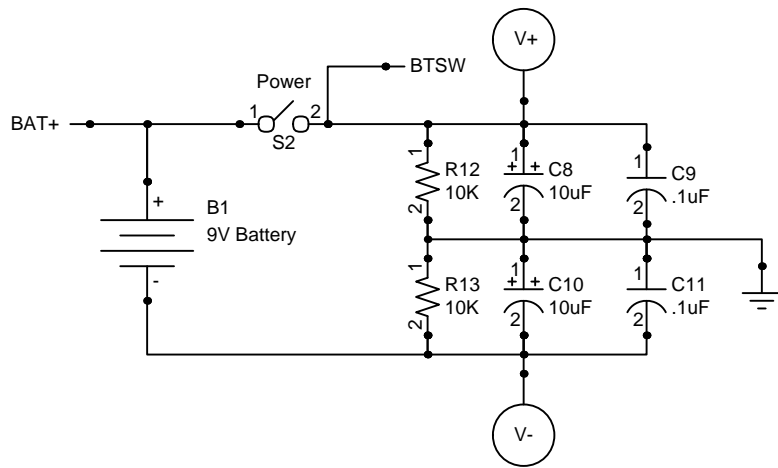 V+
BTSW
Power
BAT+
1
2
S2
+
B1
9V Battery
-
1
R12
10K
2
1
+ +
C8
10uF
2
1
C9
.1uF
2
1
R13
10K
2
1
+ +
C10
10uF
2
1
C11
.1uF
2
V-